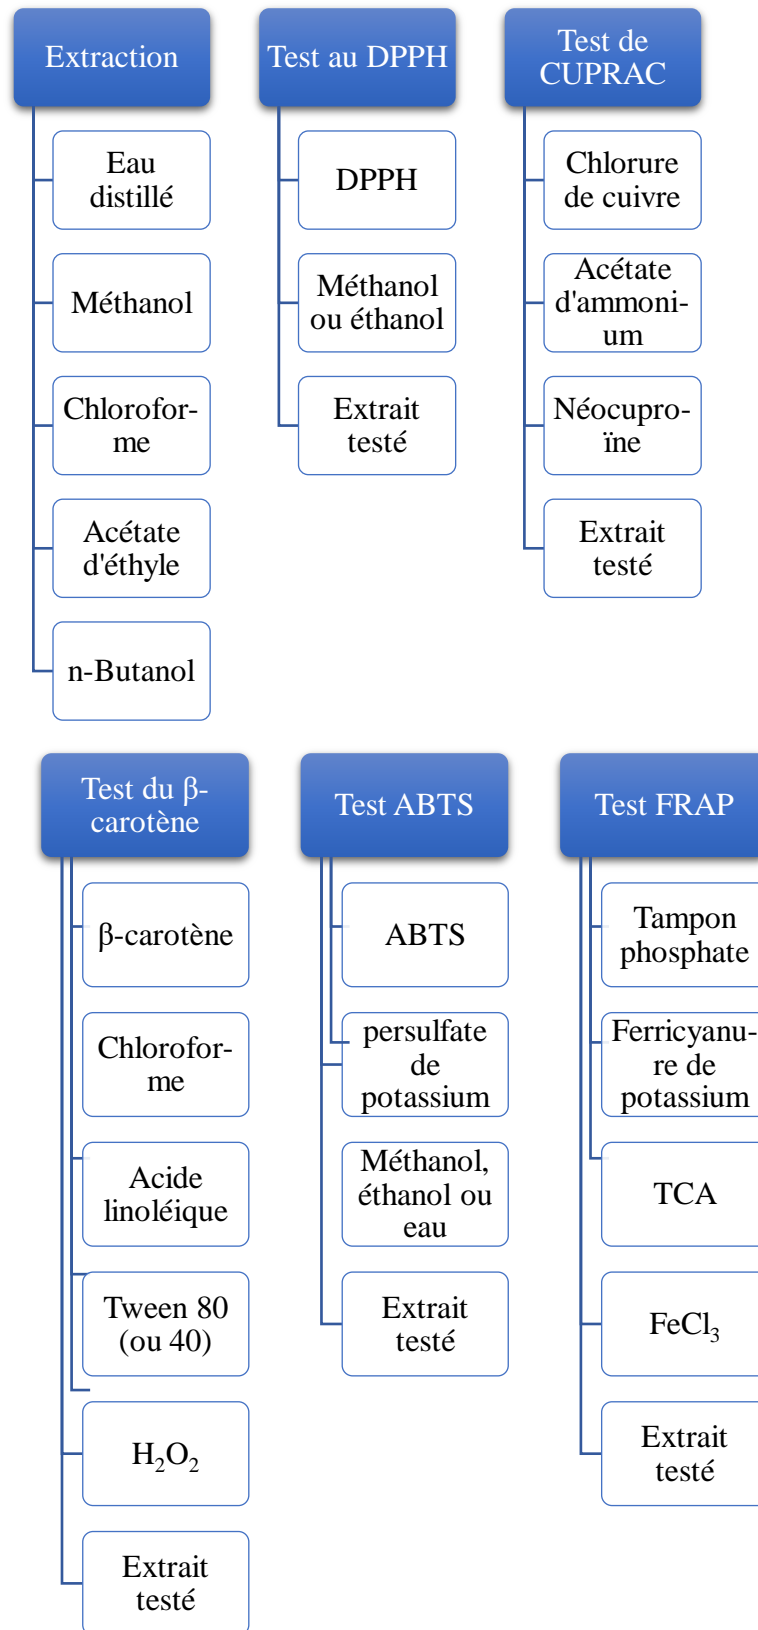 Extraction
Eau
distillé
Méthanol
Chlorofor-
me
Acétate
d'éthyle
n-Butanol
Test au DPPH
DPPH
Méthanol
ou éthanol
Extrait
testé
Test de
CUPRAC
Chlorure
de cuivre
Acétate
d'ammoni-
um
Néocupro-
ïne
Extrait
testé
Test du β-
carotène
β-carotène
Chlorofor-
me
Acide
linoléique
Tween 80
(ou 40)
H₂O₂
Extrait
testé
Test ABTS
ABTS
persulfate
de
potassium
Méthanol,
éthanol ou
eau
Extrait
testé
Test FRAP
Tampon
phosphate
Ferricyanu-
re de
potassium
TCA
FeCl₃
Extrait
testé